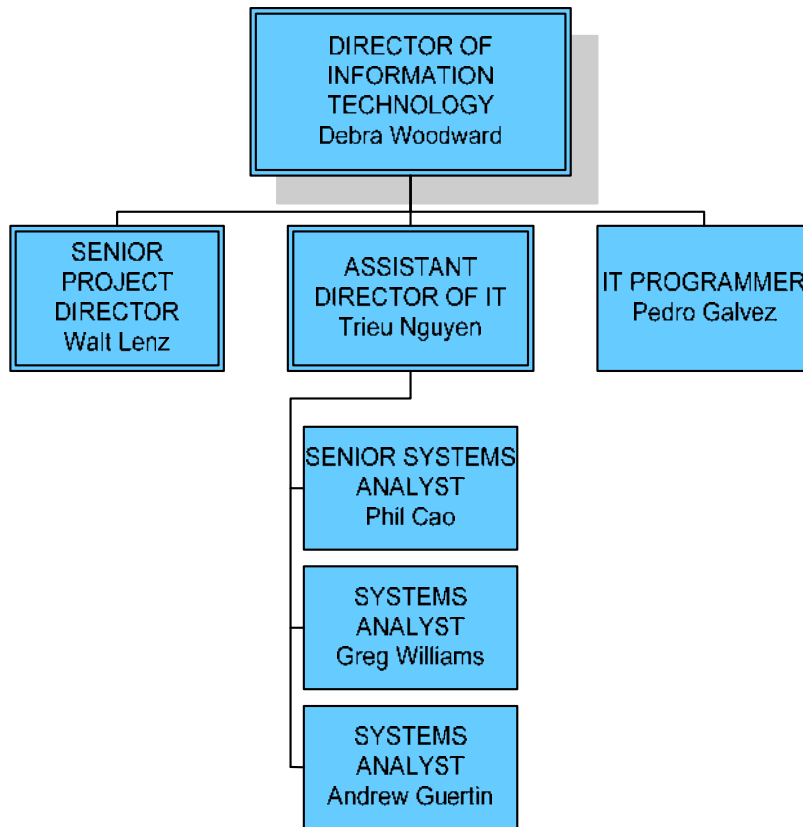 DIRECTOR OF
INFORMATION
TECHNOLOGY
Debra Woodward
SENIOR
PROJECT
DIRECTOR
Walt Lenz
ASSISTANT
DIRECTOR OF IT
Trieu Nguyen
IT PROGRAMMER
Pedro Galvez
SENIOR SYSTEMS
ANALYST
Phil Cao
SYSTEMS
ANALYST
Greg Williams
SYSTEMS
ANALYST
Andrew Guertin